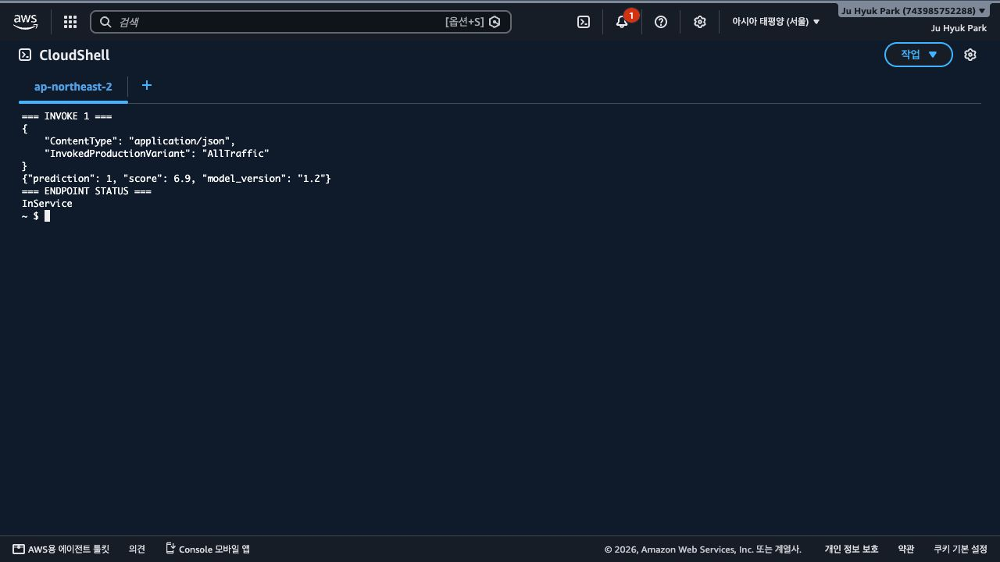 aws
검색
[옵션+S]
1
아시아 태평양 (서울)
Ju Hyuk Park (743985752288)
Ju Hyuk Park
CloudShell
작업
ap-northeast-2
+
=== INVOKE 1 ===
{
    "ContentType": "application/json",
    "InvokedProductionVariant": "AllTraffic"
}
{"prediction": 1, "score": 6.9, "model_version": "1.2"}
=== ENDPOINT STATUS ===
InService
~ $
AWS용 에이전트 툴킷
의견
Console 모바일 앱
© 2026, Amazon Web Services, Inc. 또는 계열사.
개인 정보 보호
약관
쿠키 기본 설정